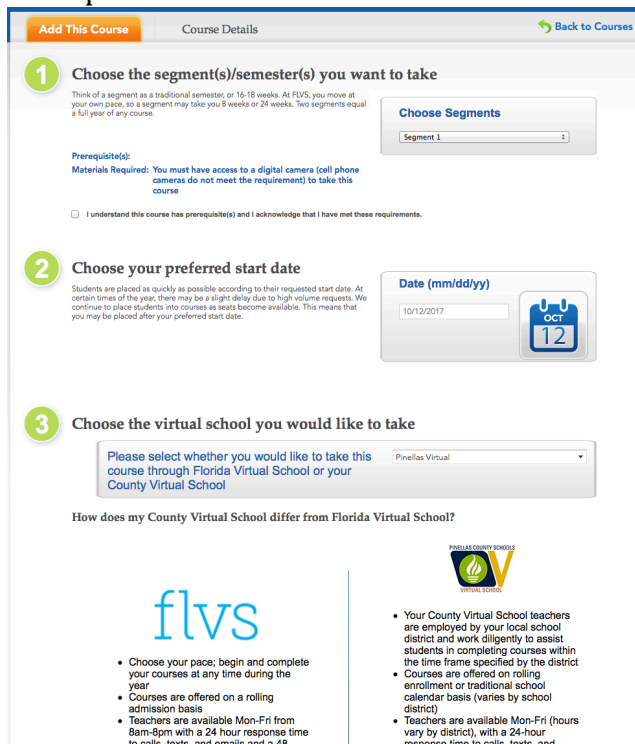 Add This Course
Course Details
Back to Courses
1
Choose the segment(s)/semester(s) you want to take
Think of a segment as a traditional semester, or 16-18 weeks. At FLVS, you move at
your own pace, so a segment may take you 8 weeks or 24 weeks. Two segments equal
a full year of any course.
Choose Segments
Segment 1
Prerequisite(s):
Materials Required: You must have access to a digital camera (cell phone
cameras do not meet the requirement) to take this
course
I understand this course has prerequisite(s) and I acknowledge that I have met these requirements.
2
Choose your preferred start date
Students are placed as quickly as possible according to their requested start date. At
certain times of the year, there may be a slight delay due to high volume requests. We
continue to place students into courses as seats become available. This means that
you may be placed after your preferred start date.
Date (mm/dd/yy)
10/12/2017
OCT
12
3
Choose the virtual school you would like to take
Please select whether you would like to take this
course through Florida Virtual School or your
County Virtual School
Pinellas Virtual
How does my County Virtual School differ from Florida Virtual School?
flvs
• Choose your pace; begin and complete
your courses at any time during the
year
• Courses are offered on a rolling
admission basis
• Teachers are available Mon-Fri from
8am-8pm with a 24 hour response time
to calls, texts, and emails and a 48
PINELLAS COUNTY SCHOOLS
V
VIRTUAL SCHOOL
• Your County Virtual School teachers
are employed by your local school
district and work diligently to assist
students in completing courses within
the time frame specified by the district
• Courses are offered on rolling
enrollment or traditional school
calendar basis (varies by school
district)
• Teachers are available Mon-Fri (hours
vary by district), with a 24-hour
response time to calls, texts, and